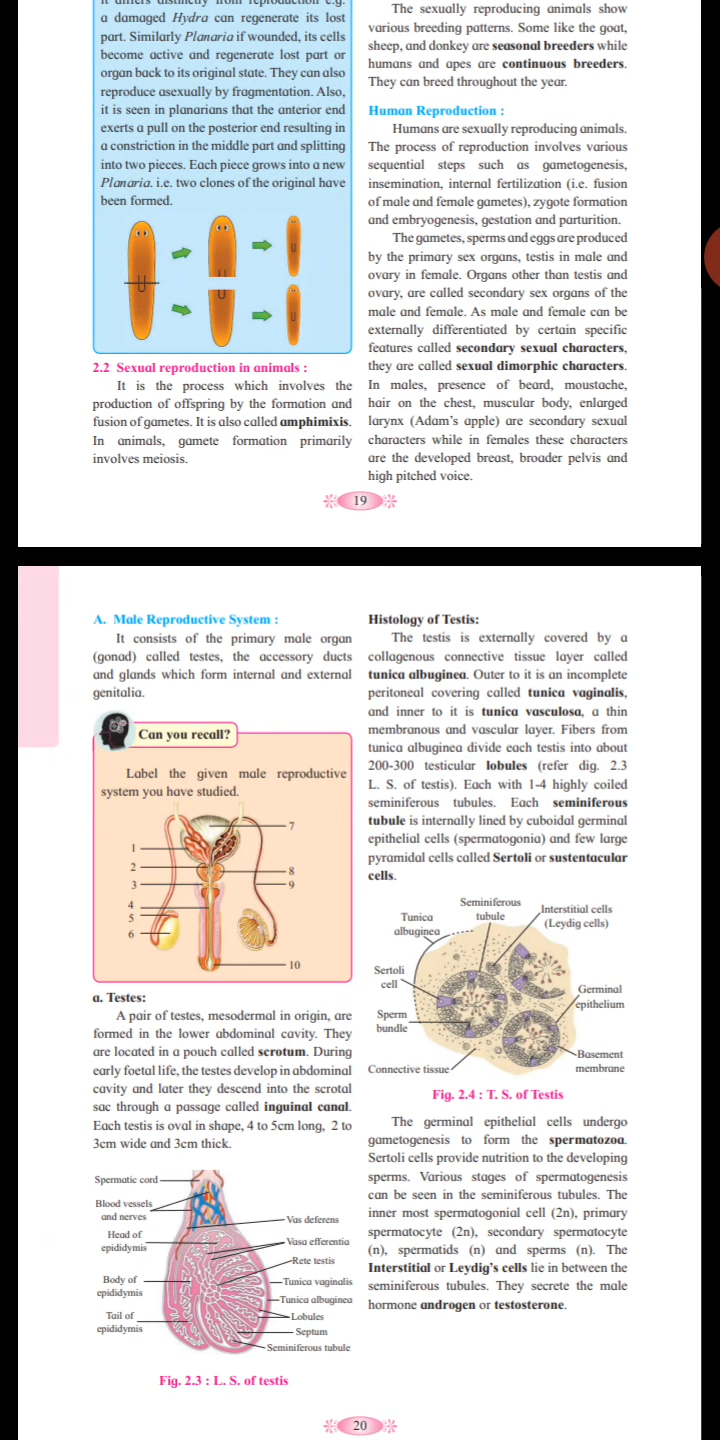 a damaged Hydra can regenerate its lost
part. Similarly Planaria if wounded, its cells
become active and regenerate lost part or
organ back to its original state. They can also
reproduce asexually by fragmentation. Also,
it is seen in planarians that the anterior end
exerts a pull on the posterior end resulting in
a constriction in the middle part and splitting
into two pieces. Each piece grows into a new
Planaria. i.e. two clones of the original have
been formed.
2.2 Sexual reproduction in animals :
It is the process which involves the
production of offspring by the formation and
fusion of gametes. It is also called amphimixis.
In animals, gamete formation primarily
involves meiosis.
The sexually reproducing animals show
various breeding patterns. Some like the goat,
sheep, and donkey are seasonal breeders while
humans and apes are continuous breeders.
They can breed throughout the year.
Human Reproduction :
Humans are sexually reproducing animals.
The process of reproduction involves various
sequential steps such as gametogenesis,
insemination, internal fertilization (i.e. fusion
of male and female gametes), zygote formation
and embryogenesis, gestation and parturition.
The gametes, sperms and eggs are produced
by the primary sex organs, testis in male and
ovary in female. Organs other than testis and
ovary, are called secondary sex organs of the
male and female. As male and female can be
externally differentiated by certain specific
features called secondary sexual characters,
they are called sexual dimorphic characters.
In males, presence of beard, moustache,
hair on the chest, muscular body, enlarged
larynx (Adam's apple) are secondary sexual
characters while in females these characters
are the developed breast, broader pelvis and
high pitched voice.
19
A. Male Reproductive System :
It consists of the primary male organ
(gonad) called testes, the accessory ducts
and glands which form internal and external
genitalia.
Can you recall?
Label the given male reproductive
system you have studied.
1
2
3
4
5
6
7
8
9
10
a. Testes:
A pair of testes, mesodermal in origin, are
formed in the lower abdominal cavity. They
are located in a pouch called scrotum. During
early foetal life, the testes develop in abdominal
cavity and later they descend into the scrotal
sac through a passage called inguinal canal.
Each testis is oval in shape, 4 to 5cm long, 2 to
3cm wide and 3cm thick.
Spermatic cord
Blood vessels
and nerves
Head of
epididymis
Body of
epididymis
Tail of
epididymis
Vas deferens
Vasa efferentia
Rete testis
Tunica vaginalis
Tunica albuginea
Lobules
Septum
Seminiferous tubule
Fig. 2.3 : L. S. of testis
Histology of Testis:
The testis is externally covered by a
collagenous connective tissue layer called
tunica albuginea. Outer to it is an incomplete
peritoneal covering called tunica vaginalis,
and inner to it is tunica vasculosa, a thin
membranous and vascular layer. Fibers from
tunica albuginea divide each testis into about
200-300 testicular lobules (refer dig. 2.3
L. S. of testis). Each with 1-4 highly coiled
seminiferous tubules. Each seminiferous
tubule is internally lined by cuboidal germinal
epithelial cells (spermatogonia) and few large
pyramidal cells called Sertoli or sustentacular
cells.
Tunica
albuginea
Seminiferous
tubule
Interstitial cells
(Leydig cells)
Sertoli
cell
Sperm
bundle
Connective tissue
Germinal
epithelium
Basement
membrane
Fig. 2.4 : T. S. of Testis
The germinal epithelial cells undergo
gametogenesis to form the spermatozoa.
Sertoli cells provide nutrition to the developing
sperms. Various stages of spermatogenesis
can be seen in the seminiferous tubules. The
inner most spermatogonial cell (2n), primary
spermatocyte (2n), secondary spermatocyte
(n), spermatids (n) and sperms (n). The
Interstitial or Leydig's cells lie in between the
seminiferous tubules. They secrete the male
hormone androgen or testosterone.
20